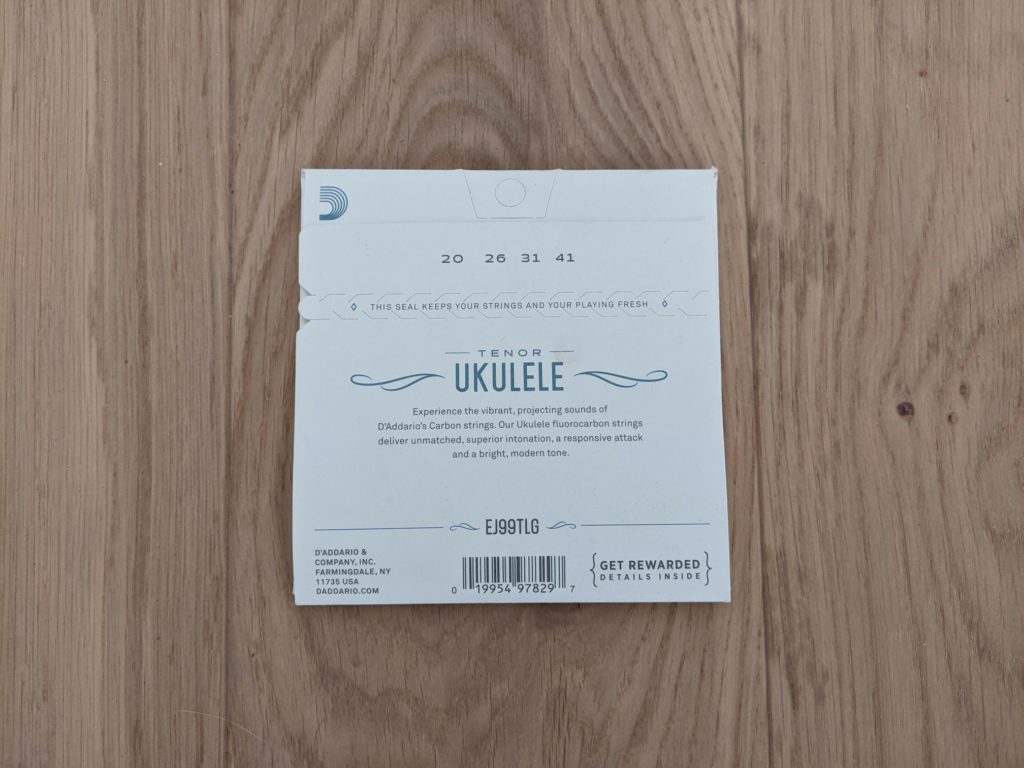 20 26 31 41
THIS SEAL KEEPS YOUR STRINGS AND YOUR PLAYING FRESH
TENOR
UKULELE
Experience the vibrant, projecting sounds of
D'Addario's Carbon strings. Our Ukulele fluorocarbon strings
deliver unmatched, superior intonation, a responsive attack
and a bright, modern tone.
EJ99TLG
D'ADDARIO &
COMPANY, INC.
FARMINGDALE, NY
11735 USA
DADDARIO.COM
0 19954 97829 7
GET REWARDED
DETAILS INSIDE